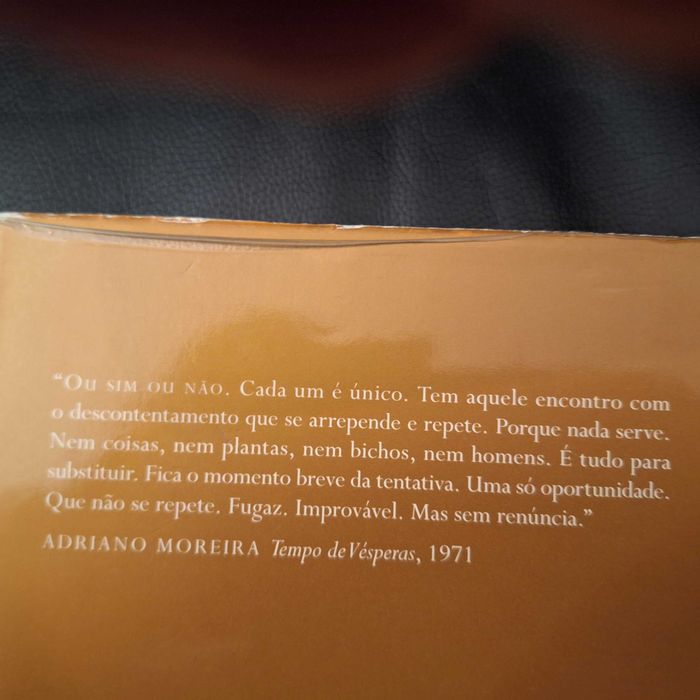 “OU SIM OU NÃO. Cada um é único. Tem aquele encontro com
o descontentamento que se arrepende e repete. Porque nada serve.
Nem coisas, nem plantas, nem bichos, nem homens. É tudo para
substituir. Fica o momento breve da tentativa. Uma só oportunidade.
Que não se repete. Fugaz. Improvável. Mas sem renúncia.”
ADRIANO MOREIRA Tempo de Vésperas, 1971